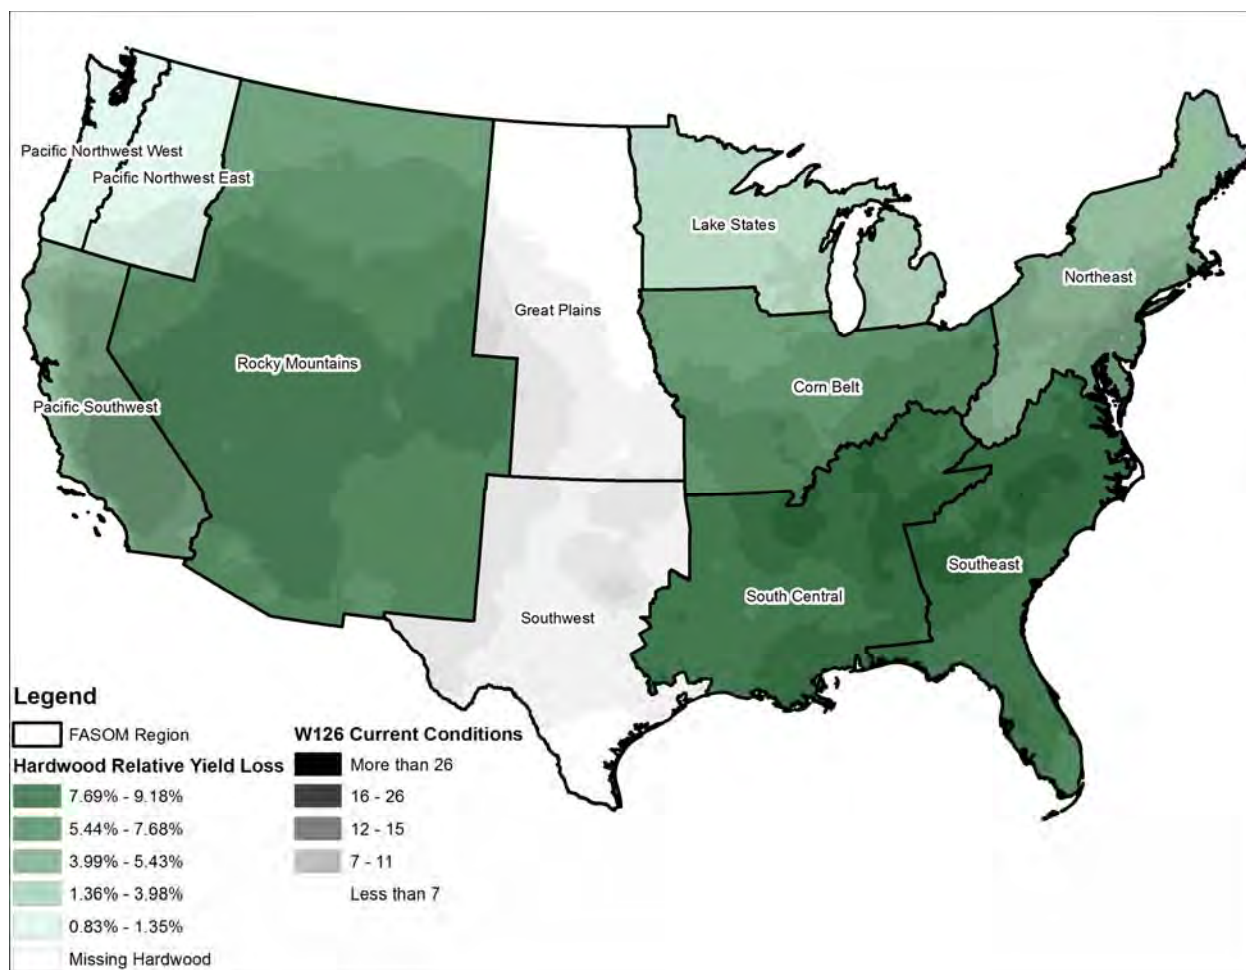 Pacific Northwest West
Pacific Northwest East
Lake States
Northeast
Great Plains
Rocky Mountains
Corn Belt
Pacific Southwest
Southeast
South Central
Southwest
Legend
FASOM Region
Hardwood Relative Yield Loss
7.69% - 9.18%
5.44% - 7.68%
3.99% - 5.43%
1.36% - 3.98%
0.83% - 1.35%
Missing Hardwood
W126 Current Conditions
More than 26
16 - 26
12 - 15
7 - 11
Less than 7